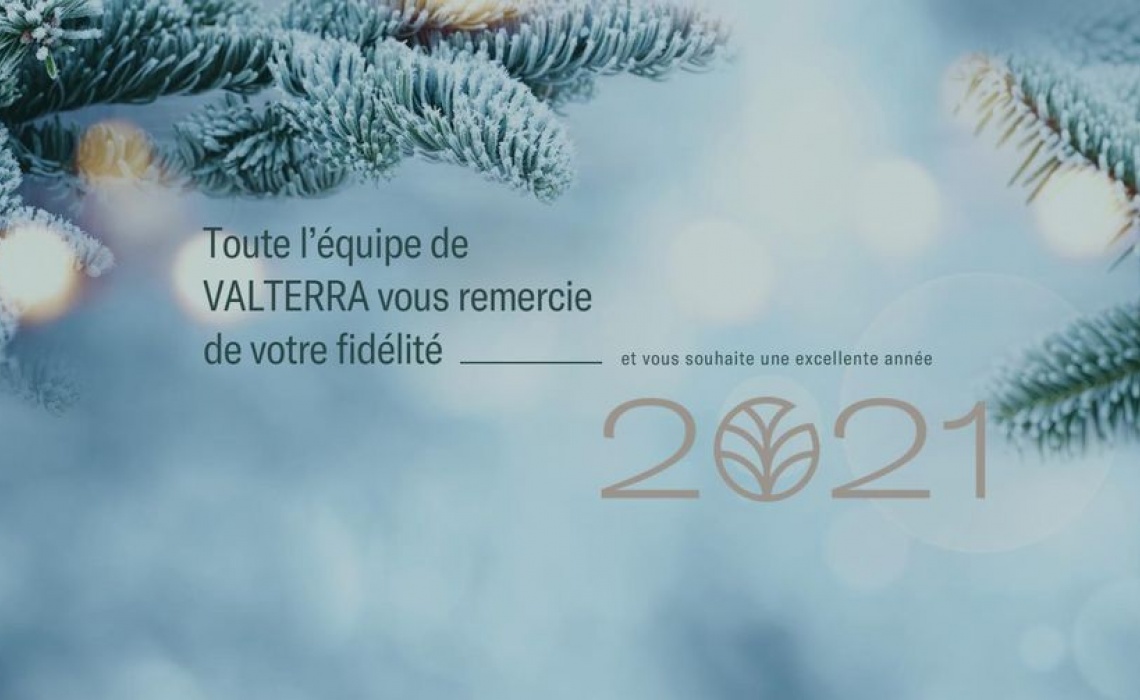 Toute l’équipe de
VALTERRA vous remercie
de votre fidélité
et vous souhaite une excellente année
2021